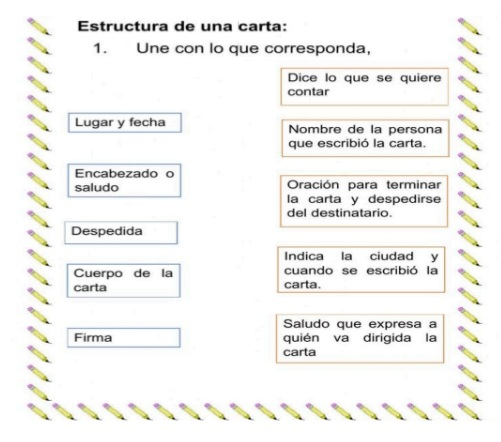 Estructura de una carta:
1. Une con lo que corresponda,
Lugar y fecha
Encabezado o
saludo
Despedida
Cuerpo de la
carta
Firma
Dice lo que se quiere
contar
Nombre de la persona
que escribió la carta.
Oración para terminar
la carta y despedirse
del destinatario.
Indica la ciudad y
cuando se escribió la
carta.
Saludo que expresa a
quién va dirigida la
carta